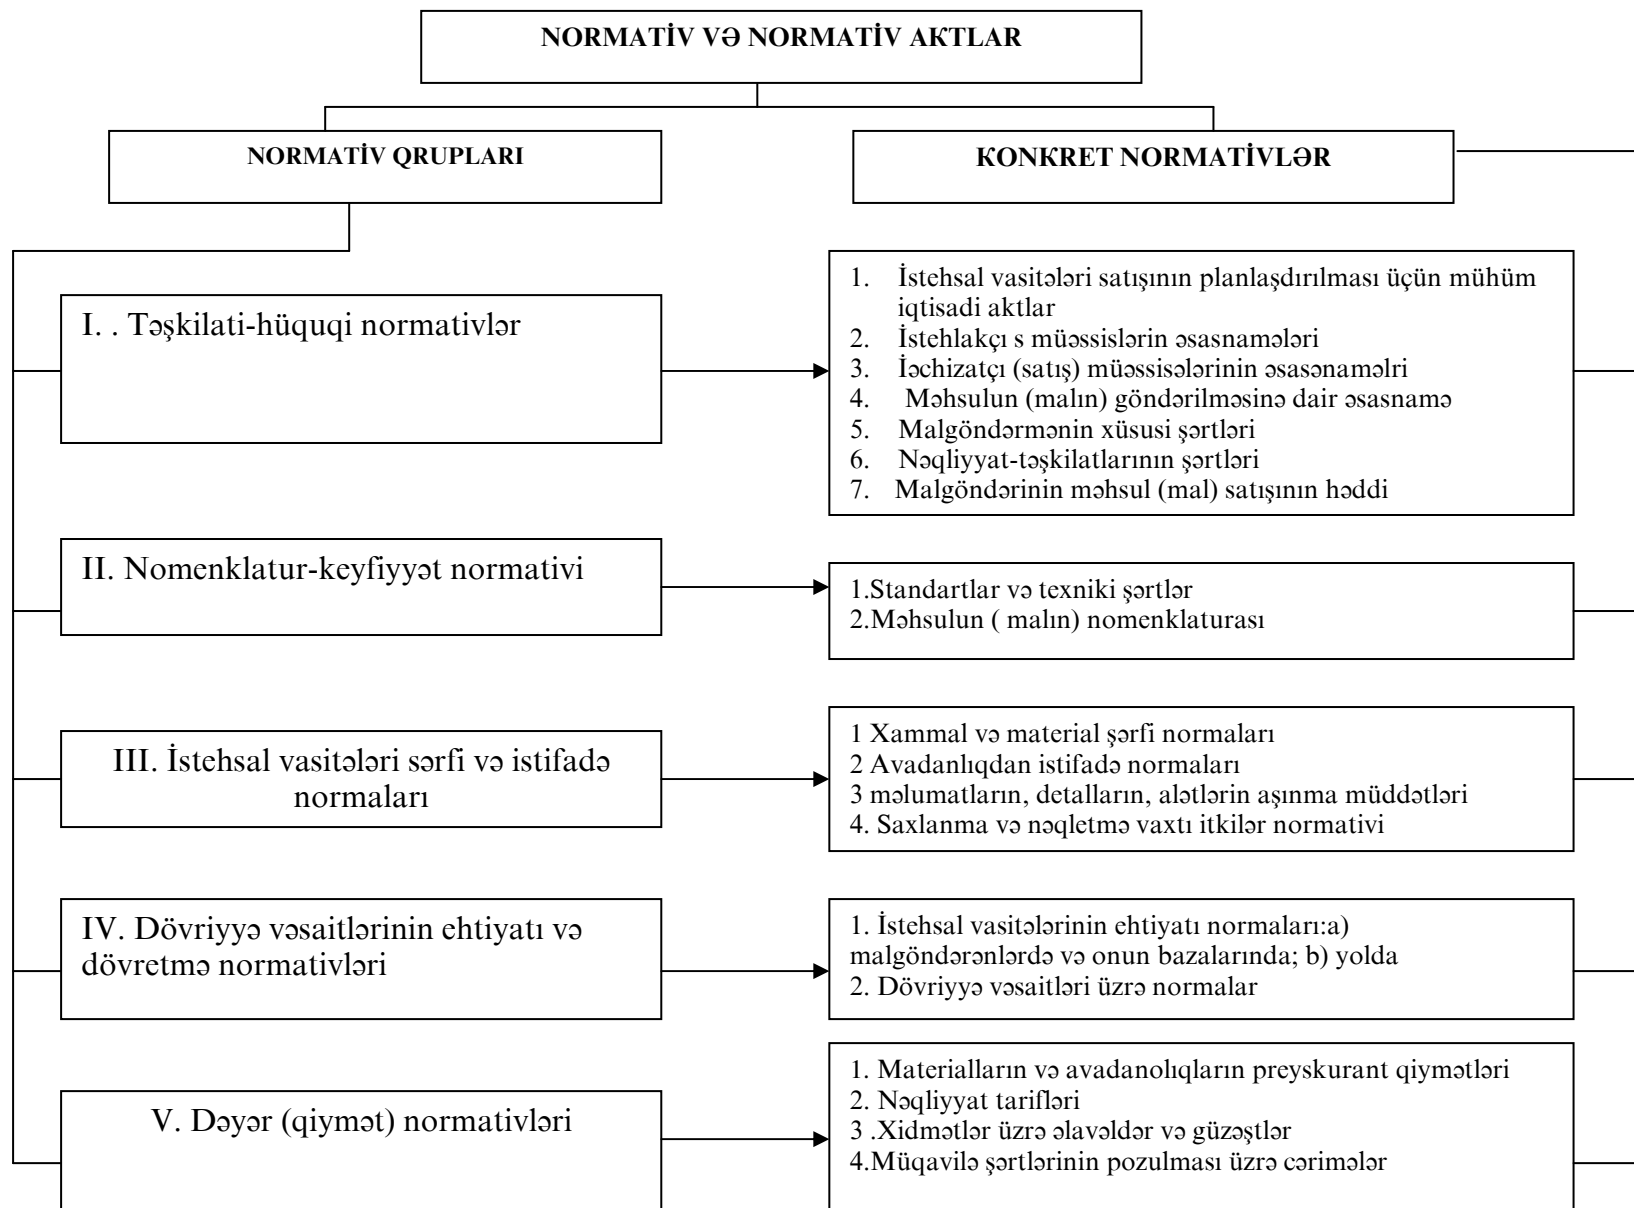 NORMATİV VƏ NORMATİV AKTLAR
NORMATİV QRUPLARI
KONKRET NORMATİVLƏR
I. . Təşkilati-hüquqi normativlər
1. İstehsal vasitələri satışının planlaşdırılması üçün mühüm
iqtisadi aktlar
2. İstehlakçı s müəssislərin əsasnamələri
3. İəchizatçı (satış) müəssisələrinin əsasənaməlri
4. Məhsulun (malın) göndərilməsinə dair əsasnamə
5. Malgöndərmənin xüsusi şərtləri
6. Nəqliyyat-təşkilatlarının şərtləri
7. Malgöndərinin məhsul (mal) satışının həddi
II. Nomenklatur-keyfiyyət normativi
1.Standartlar və texniki şərtlər
2.Məhsulun ( malın) nomenklaturası
III. İstehsal vasitələri sərfi və istifadə
normaları
1 Xammal və material şərfi normaları
2 Avadanlıqdan istifadə normaları
3 məlumatların, detalların, alətlərin aşınma müddətləri
4. Saxlanma və nəqletmə vaxtı itkilər normativi
IV. Dövriyyə vəsaitlərinin ehtiyatı və
dövretmə normativləri
1. İstehsal vasitələrinin ehtiyatı normaları:a)
malgöndərənlərdə və onun bazalarında; b) yolda
2. Dövriyyə vəsaitləri üzrə normalar
V. Dəyər (qiymət) normativləri
1. Materialların və avadanolıqların preyskurant qiymətləri
2. Nəqliyyat tarifləri
3 .Xidmətlər üzrə əlavəldər və güzəştlər
4.Müqavilə şərtlərinin pozulması üzrə cərimələr